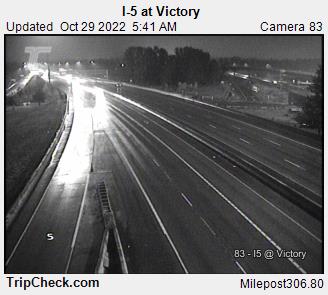 I-5 at Victory
Updated Oct 29 2022 5:41 AM Camera 83
T
S
83 - I5 @ Victory
TripCheck.com Milepost306.80